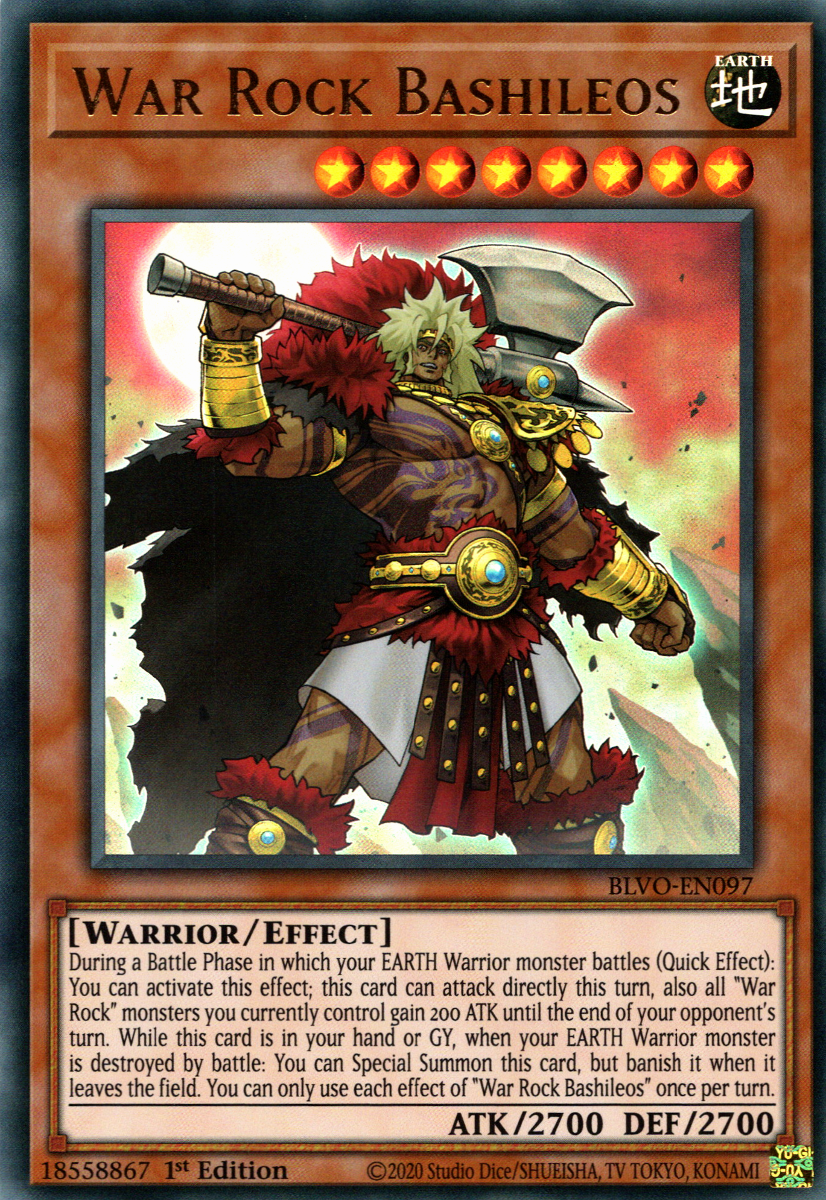 War Rock Bashileos
EARTH
地
BLVO-EN097
[Warrior/Effect]
During a Battle Phase in which your EARTH Warrior monster battles (Quick Effect):
You can activate this effect; this card can attack directly this turn, also all "War
Rock" monsters you currently control gain 200 ATK until the end of your opponent's
turn. While this card is in your hand or GY, when your EARTH Warrior monster
is destroyed by battle: You can Special Summon this card, but banish it when it
leaves the field. You can only use each effect of "War Rock Bashileos" once per turn.
ATK/2700 DEF/2700
18558867 1st Edition ©2020 Studio Dice/SHUEISHA, TV TOKYO, KONAMI